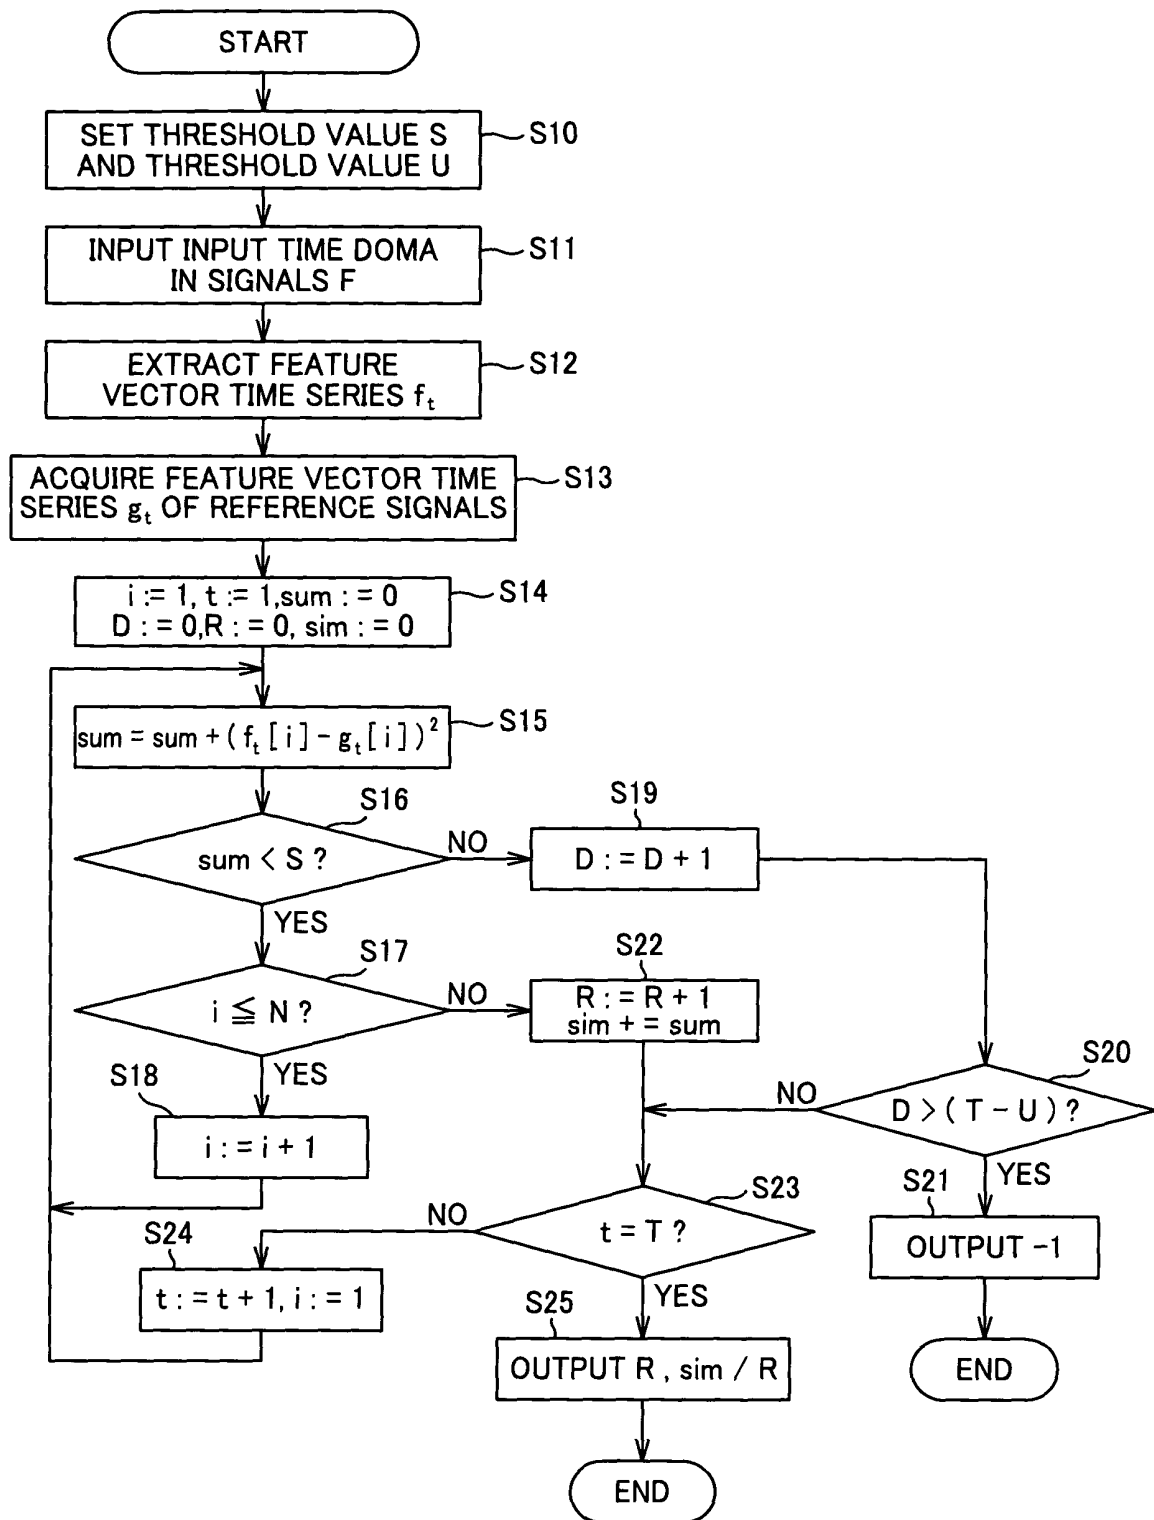 START
SET THRESHOLD VALUE S
AND THRESHOLD VALUE U
S10
INPUT INPUT TIME DOMA
IN SIGNALS F
S11
EXTRACT FEATURE
VECTOR TIME SERIES fₜ
S12
ACQUIRE FEATURE VECTOR TIME
SERIES gₜ OF REFERENCE SIGNALS
S13
i := 1, t := 1,sum : = 0
D : = 0,R : = 0, sim : = 0
S14
sum = sum + (fₜ [ i ] - gₜ [ i ] )²
S15
S16
sum < S ?
NO
YES
S19
D : = D + 1
S17
i ≦ N ?
NO
YES
S22
R : = R + 1
sim + = sum
S18
i : = i + 1
S20
D > ( T - U ) ?
NO
YES
S21
OUTPUT -1
END
S23
t = T ?
NO
YES
S24
t : = t + 1, i : = 1
S25
OUTPUT R , sim / R
END